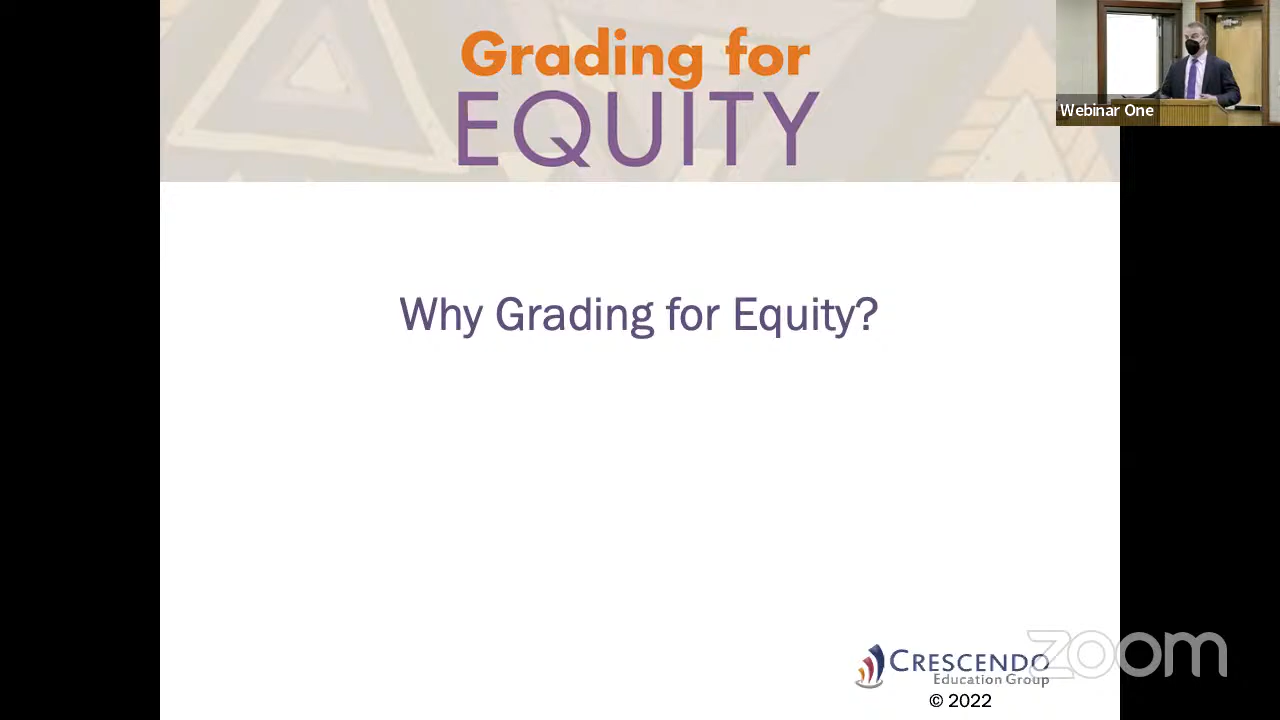 Grading for
EQUITY
Webinar One
Why Grading for Equity?
CRESCENDO
Education Group
© 2022
zoom